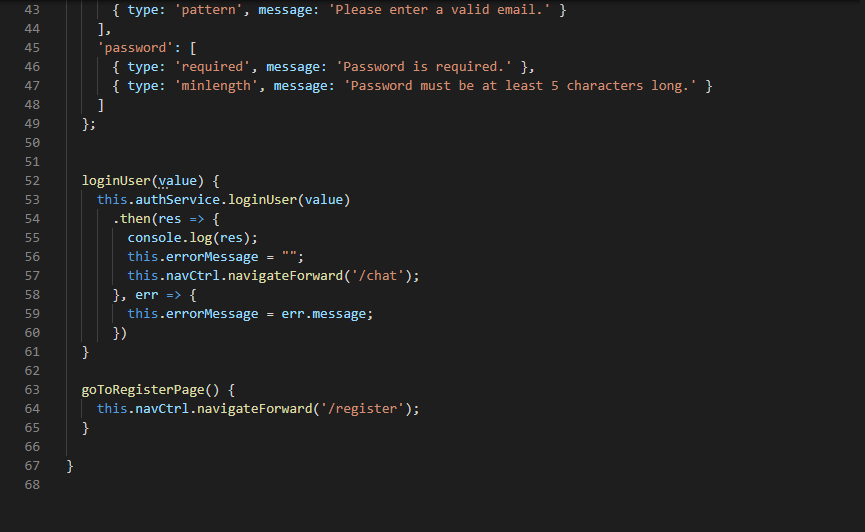 43 { type: 'pattern', message: 'Please enter a valid email.' }
44 ],
45 'password': [
46 { type: 'required', message: 'Password is required.' },
47 { type: 'minlength', message: 'Password must be at least 5 characters long.' }
48 ]
49 };
50
51
52 loginUser(value) {
53 this.authService.loginUser(value)
54 .then(res => {
55 console.log(res);
56 this.errorMessage = "";
57 this.navCtrl.navigateForward('/chat');
58 }, err => {
59 this.errorMessage = err.message;
60 })
61 }
62
63 goToRegisterPage() {
64 this.navCtrl.navigateForward('/register');
65 }
66
67 }
68